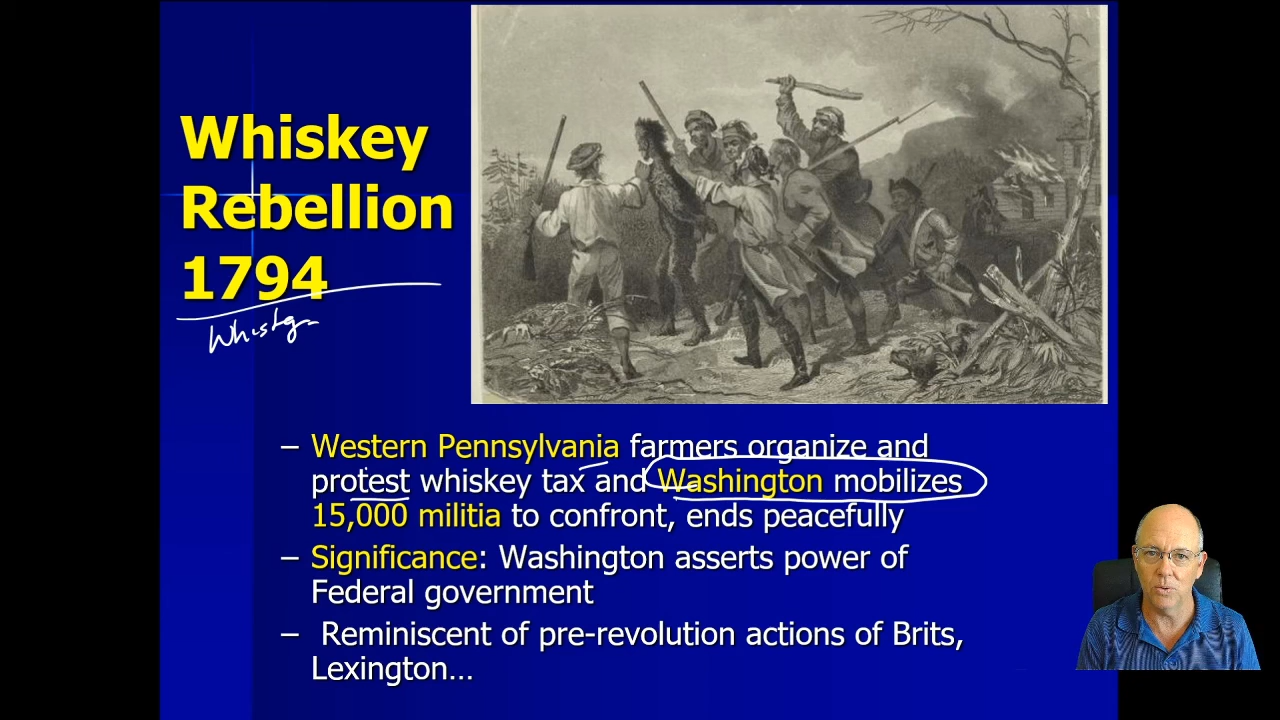 Whiskey
Rebellion
1794
Whiskey
– Western Pennsylvania farmers organize and
protest whiskey tax and Washington mobilizes
15,000 militia to confront, ends peacefully
– Significance: Washington asserts power of
Federal government
– Reminiscent of pre-revolution actions of Brits,
Lexington...